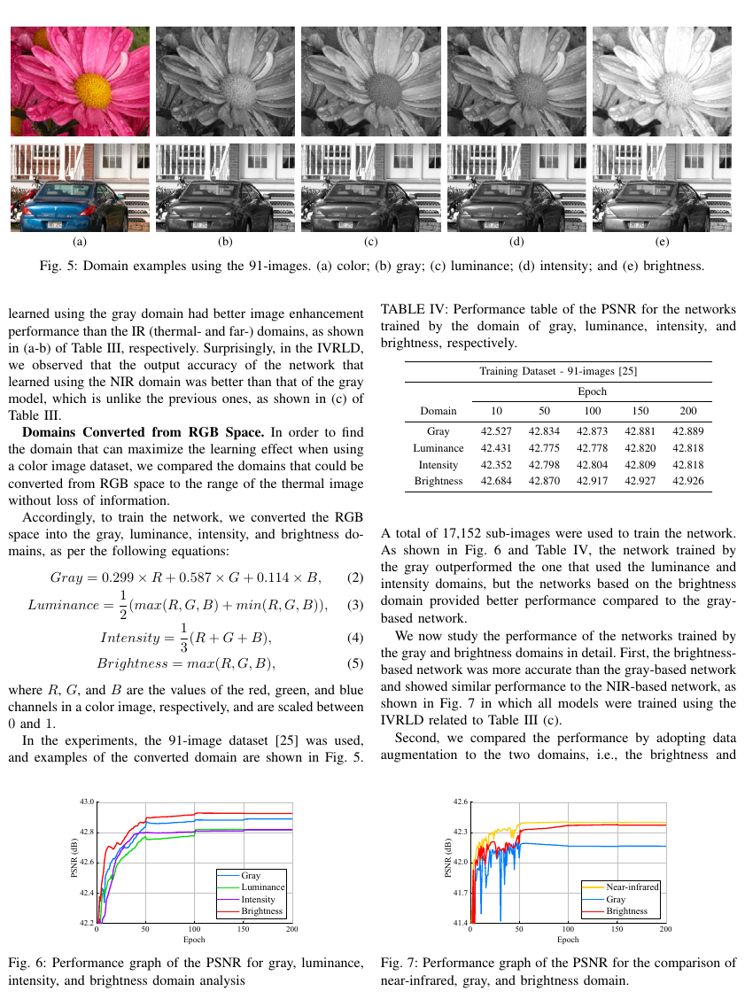 (a)
(b)
(c)
(d)
(e)
Fig. 5: Domain examples using the 91-images. (a) color; (b) gray; (c) luminance; (d) intensity; and (e) brightness.
learned using the gray domain had better image enhancement
performance than the IR (thermal- and far-) domains, as shown
in (a-b) of Table III, respectively. Surprisingly, in the IVRLD,
we observed that the output accuracy of the network that
learned using the NIR domain was better than that of the gray
model, which is unlike the previous ones, as shown in (c) of
Table III.
Domains Converted from RGB Space. In order to find
the domain that can maximize the learning effect when using
a color image dataset, we compared the domains that could be
converted from RGB space to the range of the thermal image
without loss of information.
Accordingly, to train the network, we converted the RGB
space into the gray, luminance, intensity, and brightness do-
mains, as per the following equations:
Gray = 0.299 × R + 0.587 × G + 0.114 × B, (2)
Luminance = 1/2 (max(R, G, B) + min(R, G, B)), (3)
Intensity = 1/3 (R + G + B), (4)
Brightness = max(R, G, B), (5)
where R, G, and B are the values of the red, green, and blue
channels in a color image, respectively, and are scaled between
0 and 1.
In the experiments, the 91-image dataset [25] was used,
and examples of the converted domain are shown in Fig. 5.
TABLE IV: Performance table of the PSNR for the networks
trained by the domain of gray, luminance, intensity, and
brightness, respectively.
Training Dataset - 91-images [25]
Epoch
Domain 10 50 100 150 200
Gray 42.527 42.834 42.873 42.881 42.889
Luminance 42.431 42.775 42.778 42.820 42.818
Intensity 42.352 42.798 42.804 42.809 42.818
Brightness 42.684 42.870 42.917 42.927 42.926
A total of 17,152 sub-images were used to train the network.
As shown in Fig. 6 and Table IV, the network trained by
the gray outperformed the one that used the luminance and
intensity domains, but the networks based on the brightness
domain provided better performance compared to the gray-
based network.
We now study the performance of the networks trained by
the gray and brightness domains in detail. First, the brightness-
based network was more accurate than the gray-based network
and showed similar performance to the NIR-based network, as
shown in Fig. 7 in which all models were trained using the
IVRLD related to Table III (c).
Second, we compared the performance by adopting data
augmentation to the two domains, i.e., the brightness and
43.0
42.8
42.6
42.4
42.2
PSNR (dB)
0 50 100 150 200
Epoch
Gray
Luminance
Intensity
Brightness
Fig. 6: Performance graph of the PSNR for gray, luminance,
intensity, and brightness domain analysis
42.6
42.3
42.0
41.7
41.4
PSNR (dB)
0 50 100 150 200
Epoch
Near-infrared
Gray
Brightness
Fig. 7: Performance graph of the PSNR for the comparison of
near-infrared, gray, and brightness domain.